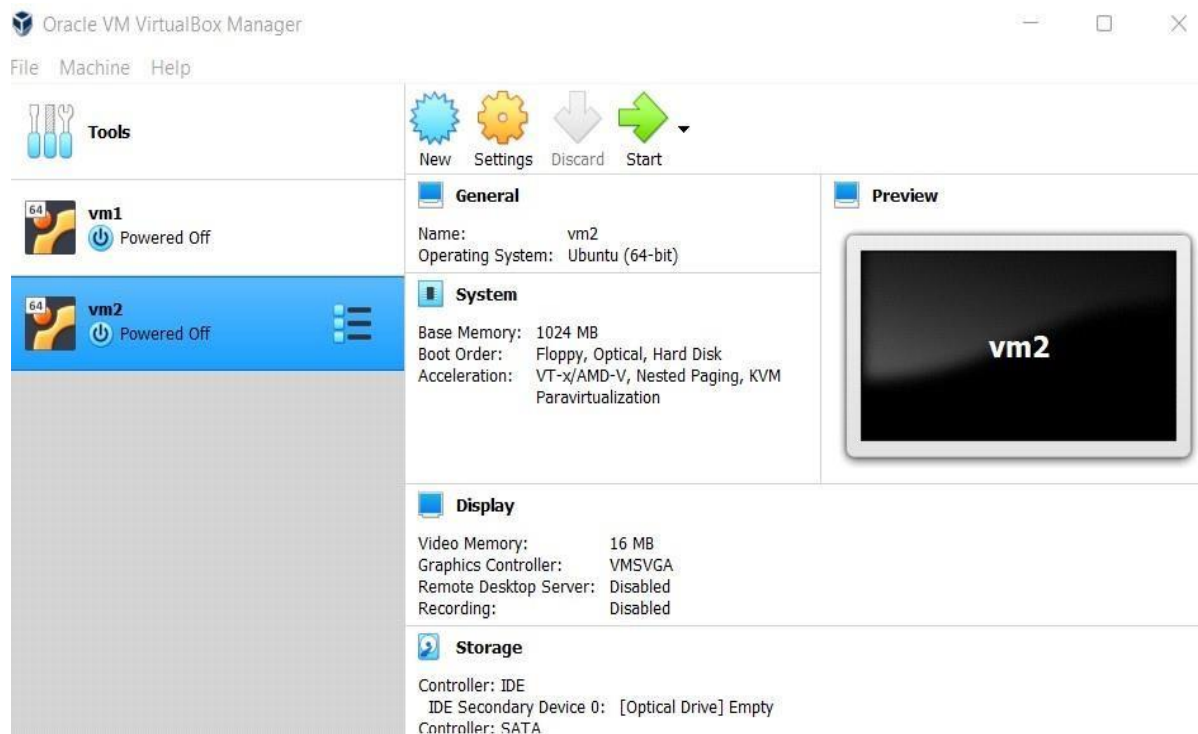 Oracle VM VirtualBox Manager
File Machine Help
Tools
New Settings Discard Start
64
vm1
Powered Off
64
vm2
Powered Off
General
Name: vm2
Operating System: Ubuntu (64-bit)
System
Base Memory: 1024 MB
Boot Order: Floppy, Optical, Hard Disk
Acceleration: VT-x/AMD-V, Nested Paging, KVM
Paravirtualization
Preview
vm2
Display
Video Memory: 16 MB
Graphics Controller: VMSVGA
Remote Desktop Server: Disabled
Recording: Disabled
Storage
Controller: IDE
IDE Secondary Device 0: [Optical Drive] Empty
Controller: SATA